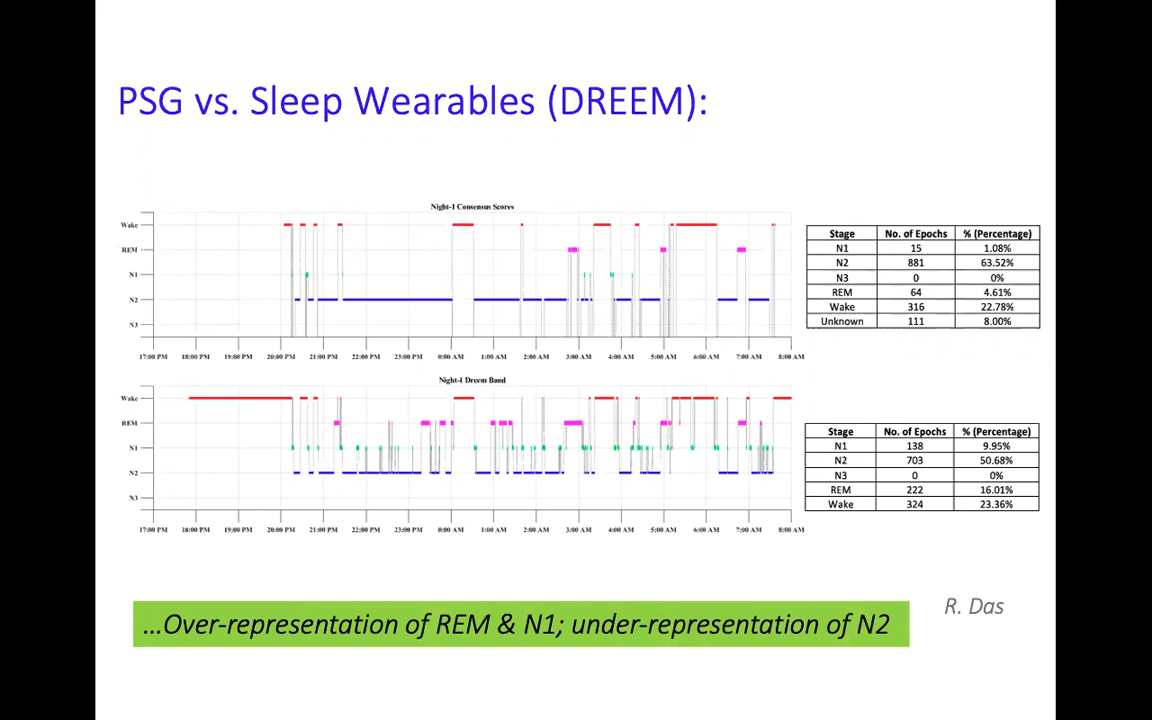 PSG vs. Sleep Wearables (DREEM):
Night-I Consensus Scores
Wake
REM
N1
N2
N3
17:00 PM 18:00 PM 19:00 PM 20:00 PM 21:00 PM 22:00 PM 23:00 PM 0:00 AM 1:00 AM 2:00 AM 3:00 AM 4:00 AM 5:00 AM 6:00 AM 7:00 AM 8:00 AM
Stage No. of Epochs % (Percentage)
N1 15 1.08%
N2 881 63.52%
N3 0 0%
REM 64 4.61%
Wake 316 22.78%
Unknown 111 8.00%
Night-I Dreem Band
Wake
REM
N1
N2
N3
17:00 PM 18:00 PM 19:00 PM 20:00 PM 21:00 PM 22:00 PM 23:00 PM 0:00 AM 1:00 AM 2:00 AM 3:00 AM 4:00 AM 5:00 AM 6:00 AM 7:00 AM 8:00 AM
Stage No. of Epochs % (Percentage)
N1 138 9.95%
N2 703 50.68%
N3 0 0%
REM 222 16.01%
Wake 324 23.36%
...Over-representation of REM & N1; under-representation of N2
R. Das